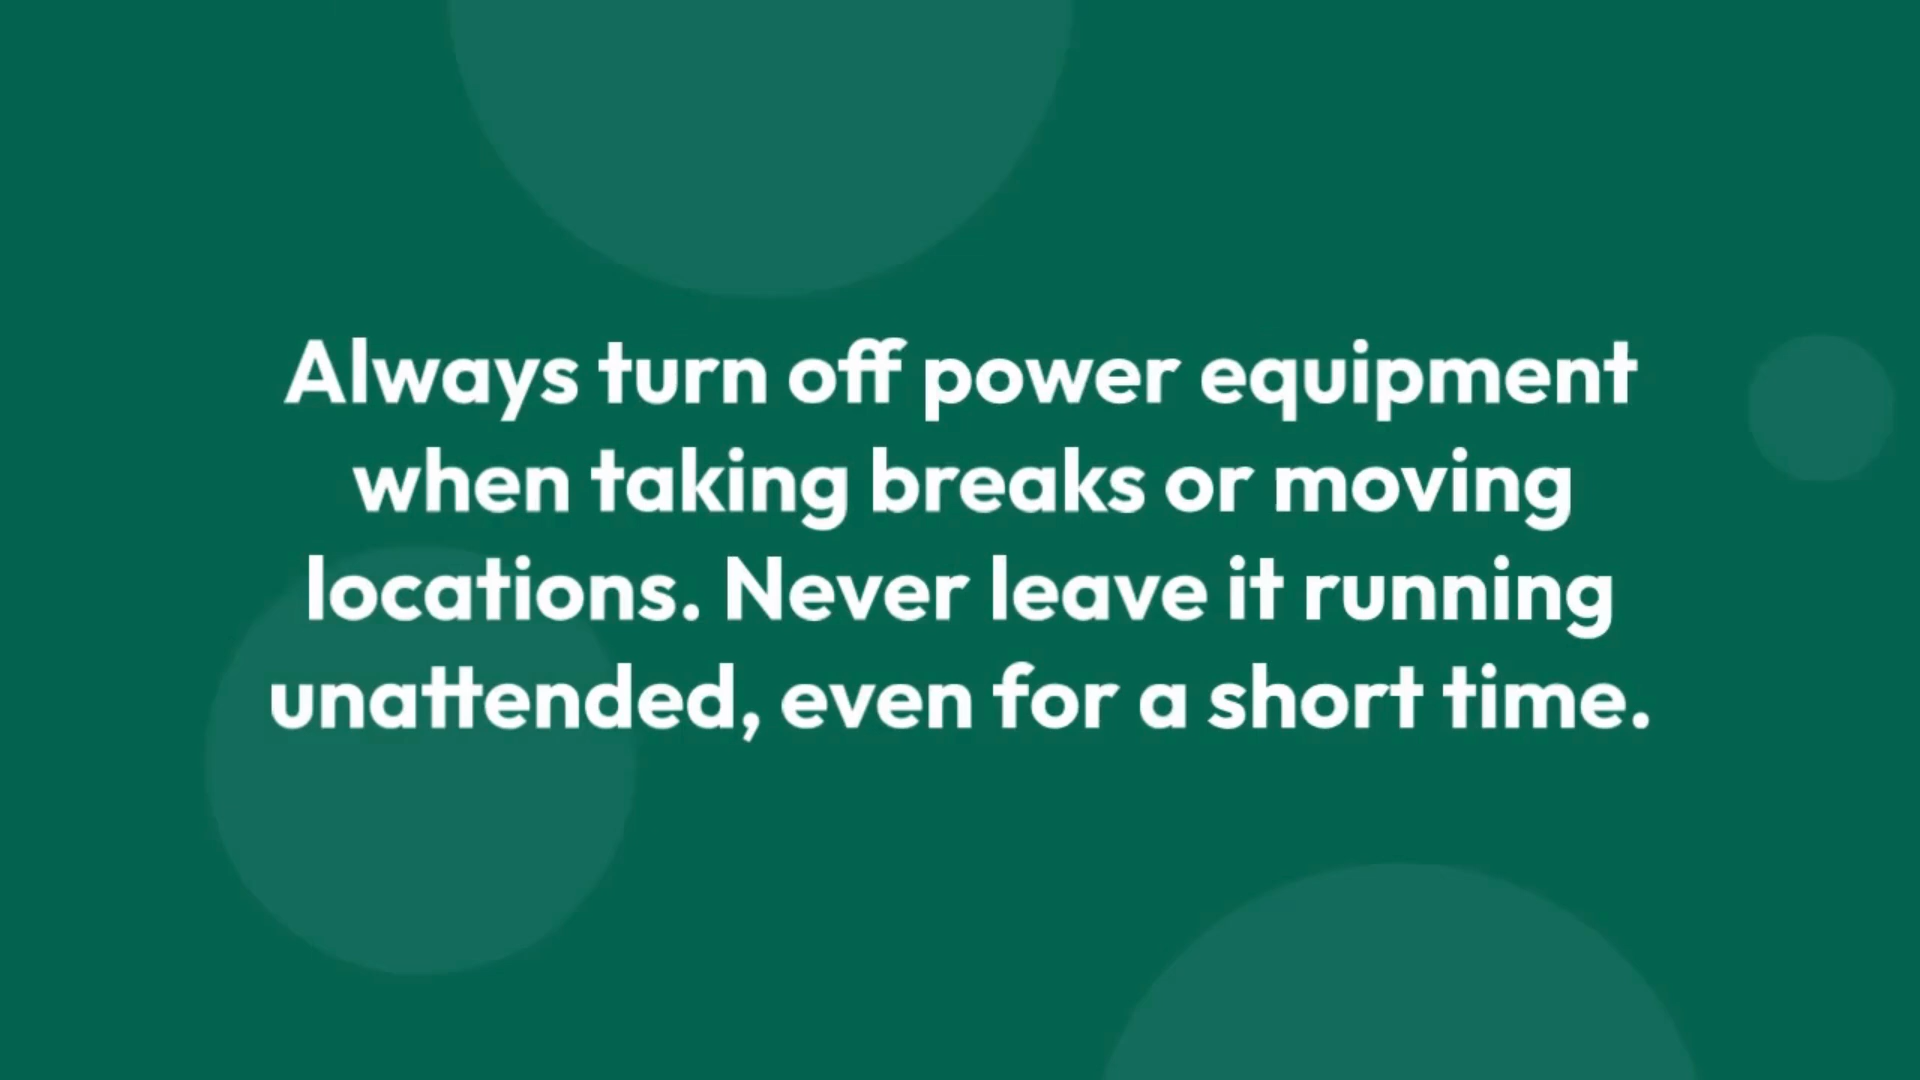 Always turn off power equipment
when taking breaks or moving
locations. Never leave it running
unattended, even for a short time.